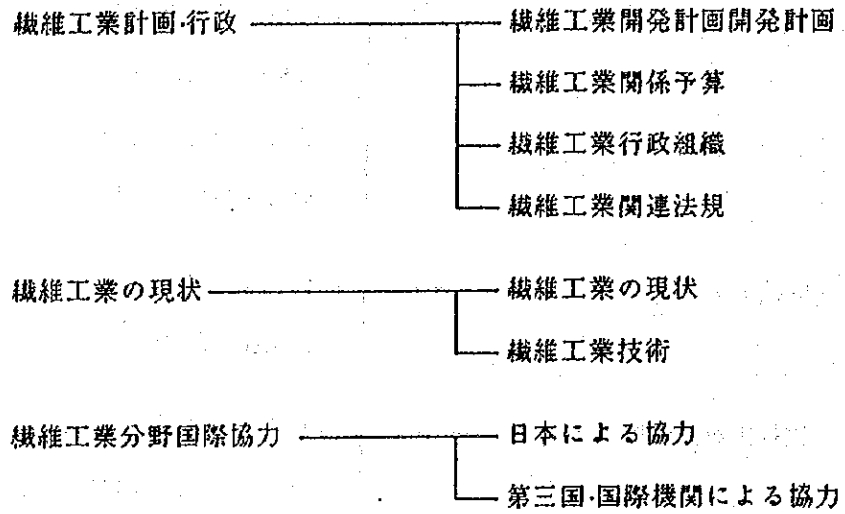 繊維工業計画·行政 繊維工業開発計画開発計画
繊維工業関係予算
繊維工業行政組織
繊維工業関連法規
繊維工業の現状 繊維工業の現状
繊維工業技術
繊維工業分野国際協力 日本による協力
第三国·国際機関による協力